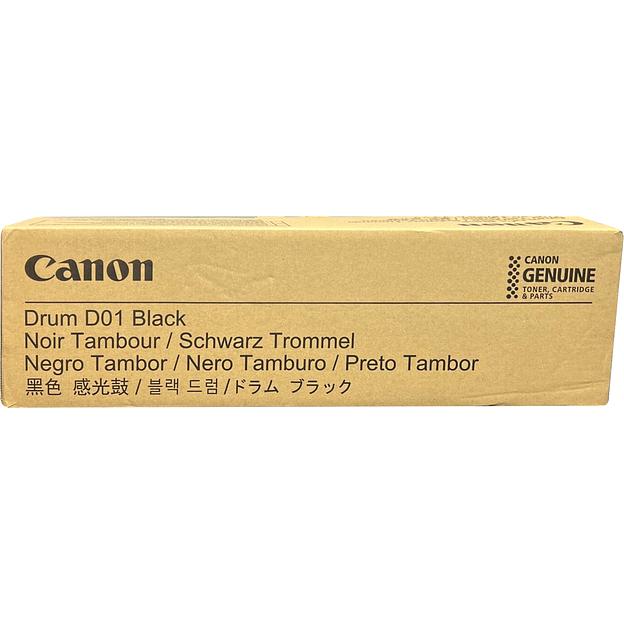 Canon
CANON
GENUINE
TONER, CARTRIDGE
& PARTS
Drum D01 Black
Noir Tambour / Schwarz Trommel
Negro Tambor / Nero Tamburo / Preto Tambor
黑色 感光鼓 / 블랙 드럼 /ドラム ブラック